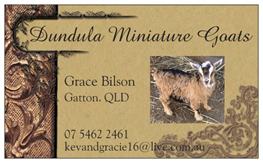 Dundula Miniature Goats
Grace Bilson
Gatton. QLD
07 5462 2461
kevandgracie16@live.com.au